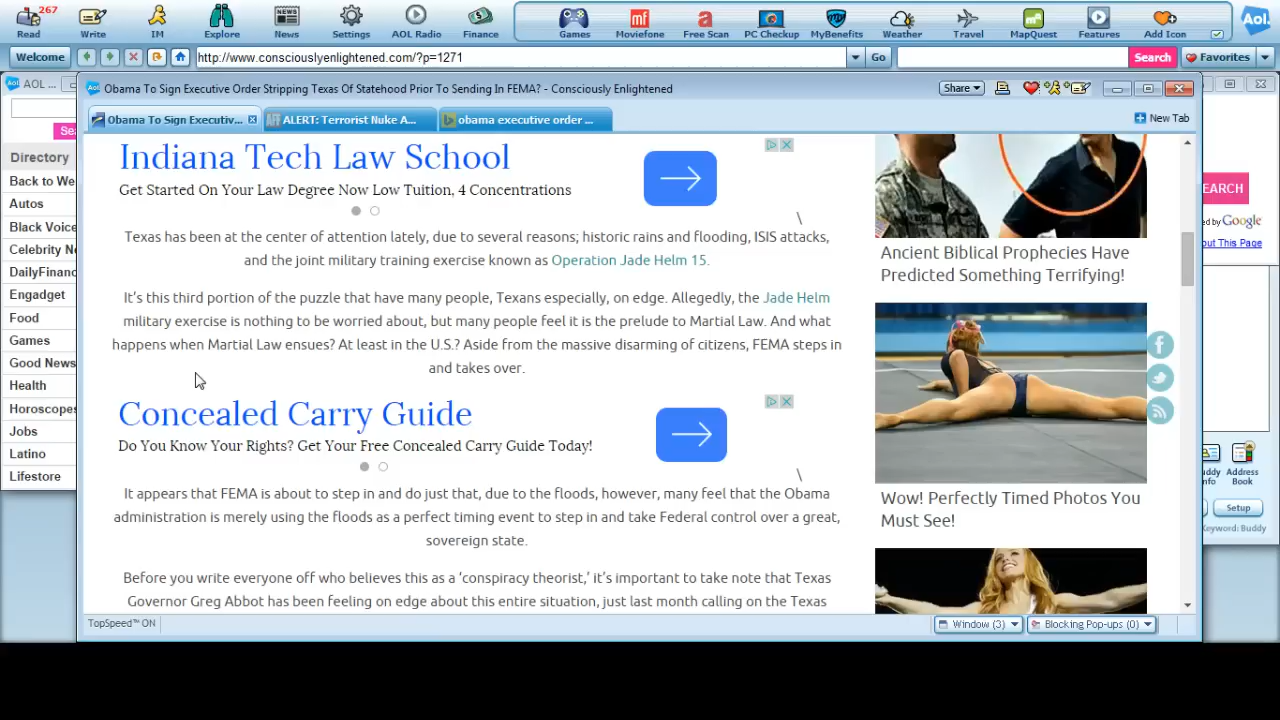 267
Read
Write
IM
Explore
News
Settings
AOL Radio
Finance
Games
Moviefone
Free Scan
PC Checkup
MyBenefits
Weather
Travel
MapQuest
Features
Add Icon
Aol.
Welcome
http://www.consciouslyenlightened.com/?p=1271
Go
Search
Favorites
AOL ...
Obama To Sign Executive Order Stripping Texas Of Statehood Prior To Sending In FEMA? - Consciously Enlightened
Share
Obama To Sign Executiv...
ALERT: Terrorist Nuke A...
obama executive order ...
New Tab
Directory
Back to We
Autos
Black Voice
Celebrity Ne
DailyFinanc
Engadget
Food
Games
Good News
Health
Horoscopes
Jobs
Latino
Lifestore
Indiana Tech Law School
Get Started On Your Law Degree Now Low Tuition, 4 Concentrations
\
Texas has been at the center of attention lately, due to several reasons; historic rains and flooding, ISIS attacks,
and the joint military training exercise known as Operation Jade Helm 15.
It's this third portion of the puzzle that have many people, Texans especially, on edge. Allegedly, the Jade Helm
military exercise is nothing to be worried about, but many people feel it is the prelude to Martial Law. And what
happens when Martial Law ensues? At least in the U.S.? Aside from the massive disarming of citizens, FEMA steps in
and takes over.
Concealed Carry Guide
Do You Know Your Rights? Get Your Free Concealed Carry Guide Today!
\
It appears that FEMA is about to step in and do just that, due to the floods, however, many feel that the Obama
administration is merely using the floods as a perfect timing event to step in and take Federal control over a great,
sovereign state.
Before you write everyone off who believes this as a 'conspiracy theorist,' it's important to take note that Texas
Governor Greg Abbot has been feeling on edge about this entire situation, just last month calling on the Texas
Ancient Biblical Prophecies Have
Predicted Something Terrifying!
Wow! Perfectly Timed Photos You
Must See!
EARCH
ed by Google
out This Page
Address
Book
Setup
Keyword: Buddy
TopSpeed™ ON
Window (3)
Blocking Pop-ups (0)